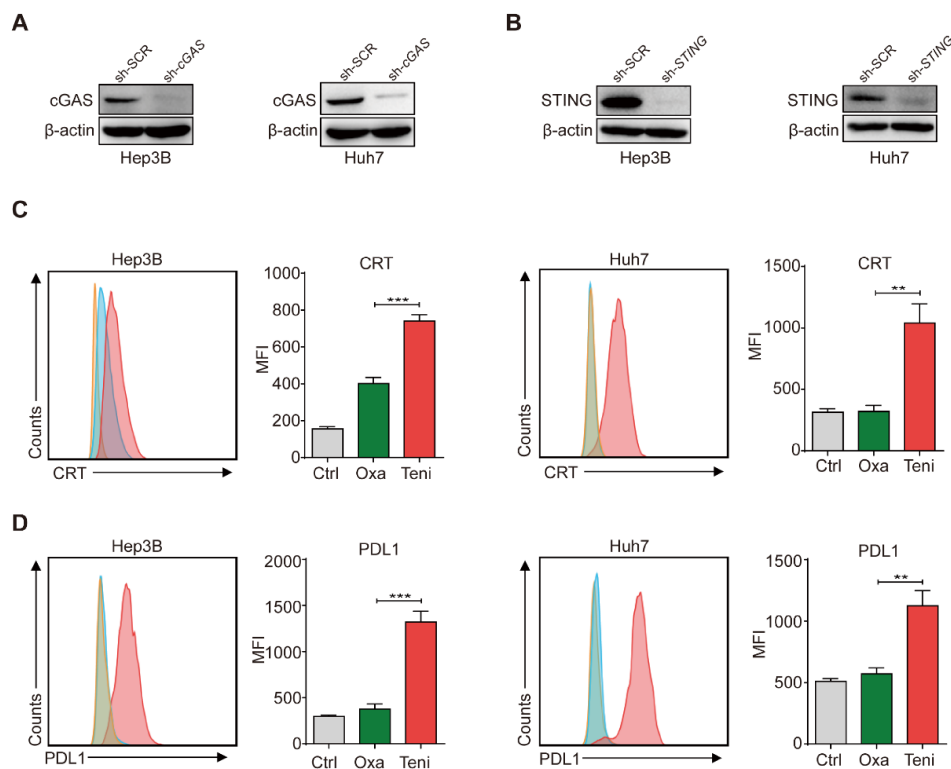 A
sh-SCR sh-cGAS
cGAS
β-actin
Hep3B
sh-SCR sh-cGAS
cGAS
β-actin
Huh7
B
sh-SCR sh-STING
STING
β-actin
Hep3B
sh-SCR sh-STING
STING
β-actin
Huh7
C
Hep3B
Counts
CRT
CRT
1000
800
600
400
200
0
MFI
***
Ctrl Oxa Teni
Huh7
Counts
CRT
CRT
1500
1000
500
0
MFI
**
Ctrl Oxa Teni
D
Hep3B
Counts
PDL1
PDL1
2000
1500
1000
500
0
MFI
***
Ctrl Oxa Teni
Huh7
Counts
PDL1
PDL1
1500
1000
500
0
MFI
**
Ctrl Oxa Teni